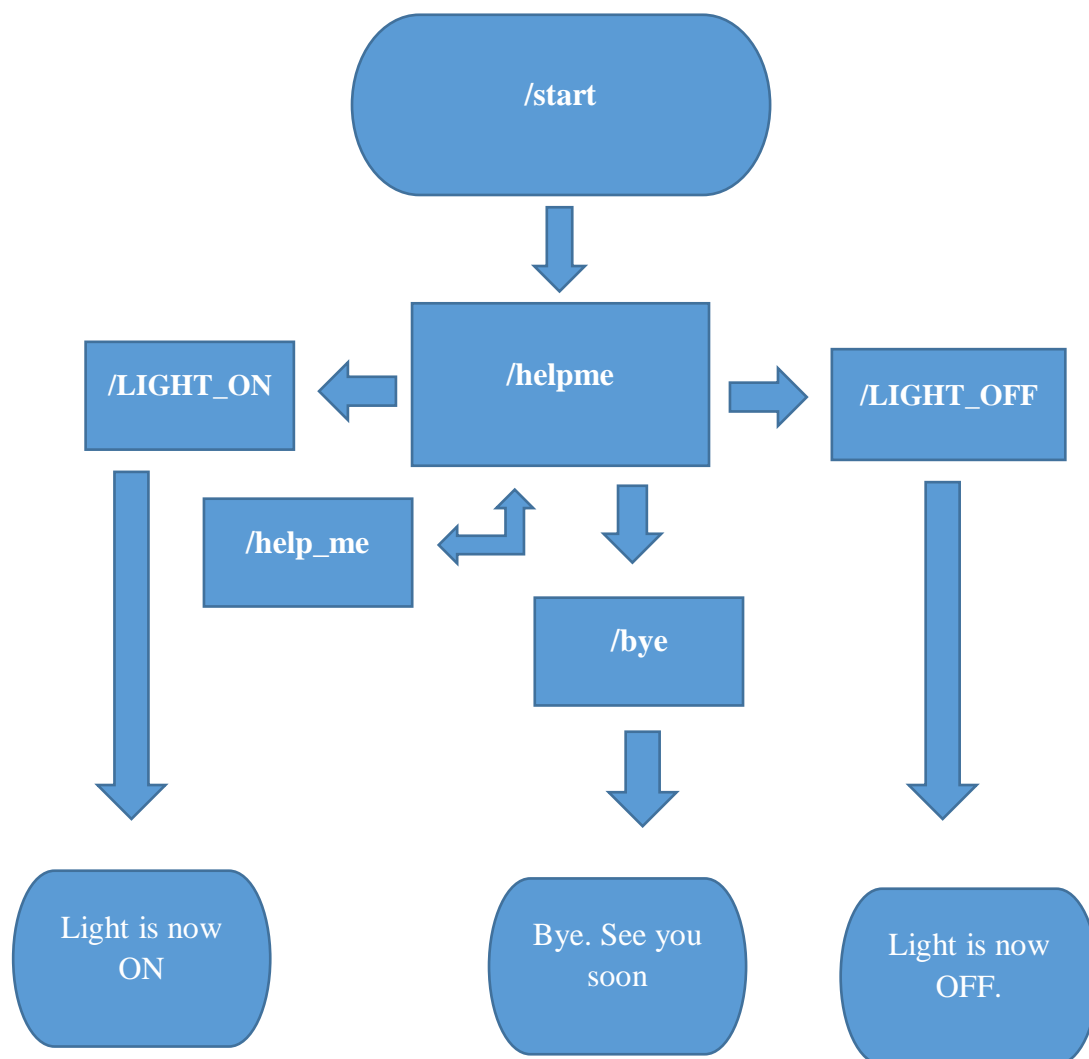 /start
/helpme
/LIGHT_ON
/LIGHT_OFF
/help_me
/bye
Light is now
ON
Bye. See you
soon
Light is now
OFF.